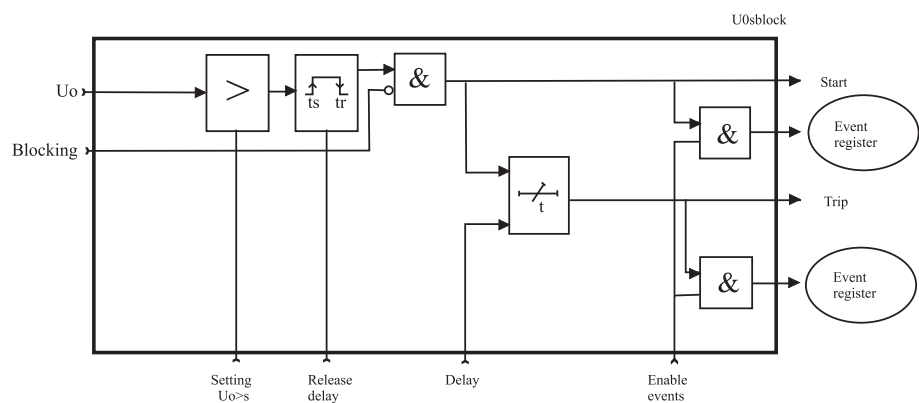 U0sblock
Uo
>
ts tr
&
Start
Blocking
&
Event
register
t
Trip
&
Event
register
Setting
Uo>s
Release
delay
Delay
Enable
events